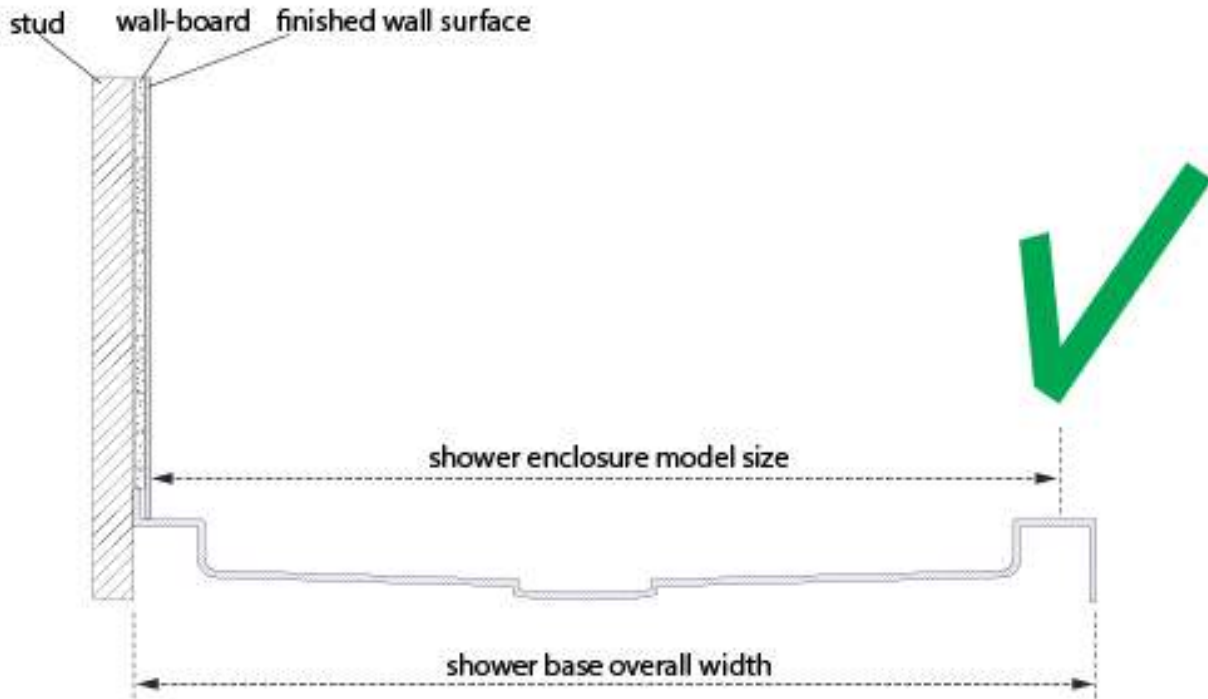 stud wall-board finished wall surface
shower enclosure model size
shower base overall width